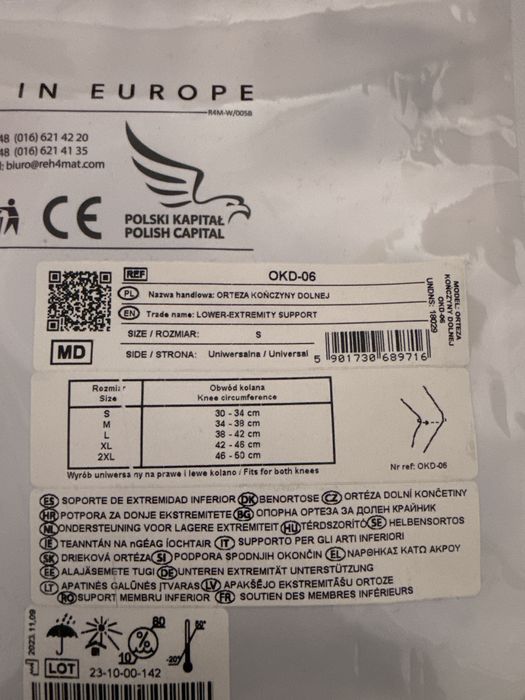 IN EUROPE
R4M-W/005B
48 (016) 621 42 20
48 (016) 621 41 35
l: biuro@reh4mat.com
CE
POLSKI KAPITAŁ
POLISH CAPITAL
REF OKD-06
PL Nazwa handlowa: ORTEZA KOŃCZYNY DOLNEJ
EN Trade name: LOWER-EXTREMITY SUPPORT
MD
SIZE / ROZMIAR: S
SIDE / STRONA: Uniwersalna / Universal
5 901730 689716
MODEL: ORTEZA
KOŃCZYNY DOLNEJ
OKD-06
UNDNS: 18029
Rozmiar Obwód kolana
Size Knee circumference
S 30 - 34 cm
M 34 - 38 cm
L 38 - 42 cm
XL 42 - 46 cm
2XL 46 - 50 cm
Wyrób uniwersalny na prawe i lewe kolano / Fits for both knees
Nr ref: OKD-06
ES SOPORTE DE EXTREMIDAD INFERIOR DK BENORTOSE CZ ORTÉZA DOLNÍ KONČETINY
HR POTPORA ZA DONJE EKSTREMITETE BG ОПОРНА ОРТЕЗА ЗА ДОЛЕН КРАЙНИК
NL ONDERSTEUNING VOOR LAGERE EXTREMITEIT HU TÉRDSZORÍTÓ SE HELBENSORTOS
IE TEANNTÁN NA nGÉAG ÍOCHTAIR IT SUPPORTO PER GLI ARTI INFERIORI
SK DRIEKOVÁ ORTÉZA SI PODPORA SPODNJIH OKONČIN EL ΝΑΡΘΗΚΑΣ ΚΑΤΩ ΑΚΡΟΥ
EE ALAJÄSEMETE TUGI DE UNTEREN EXTREMITÄT UNTERSTÜTZUNG
LT APATINĖS GALŪNĖS ĮTVARAS LV APAKŠĒJO EKSTREMITĀŠU ORTOZE
RO SUPORT MEMBRU INFERIOR FR SOUTIEN DES MEMBRES INFÉRIEURS
2023.11.09
80
%
10
50°
-20°
LOT 23-10-00-142